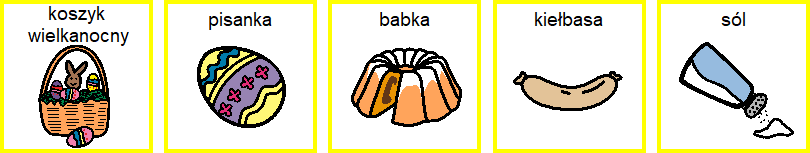 koszyk
wielkanocny
pisanka
babka
kiełbasa
sól